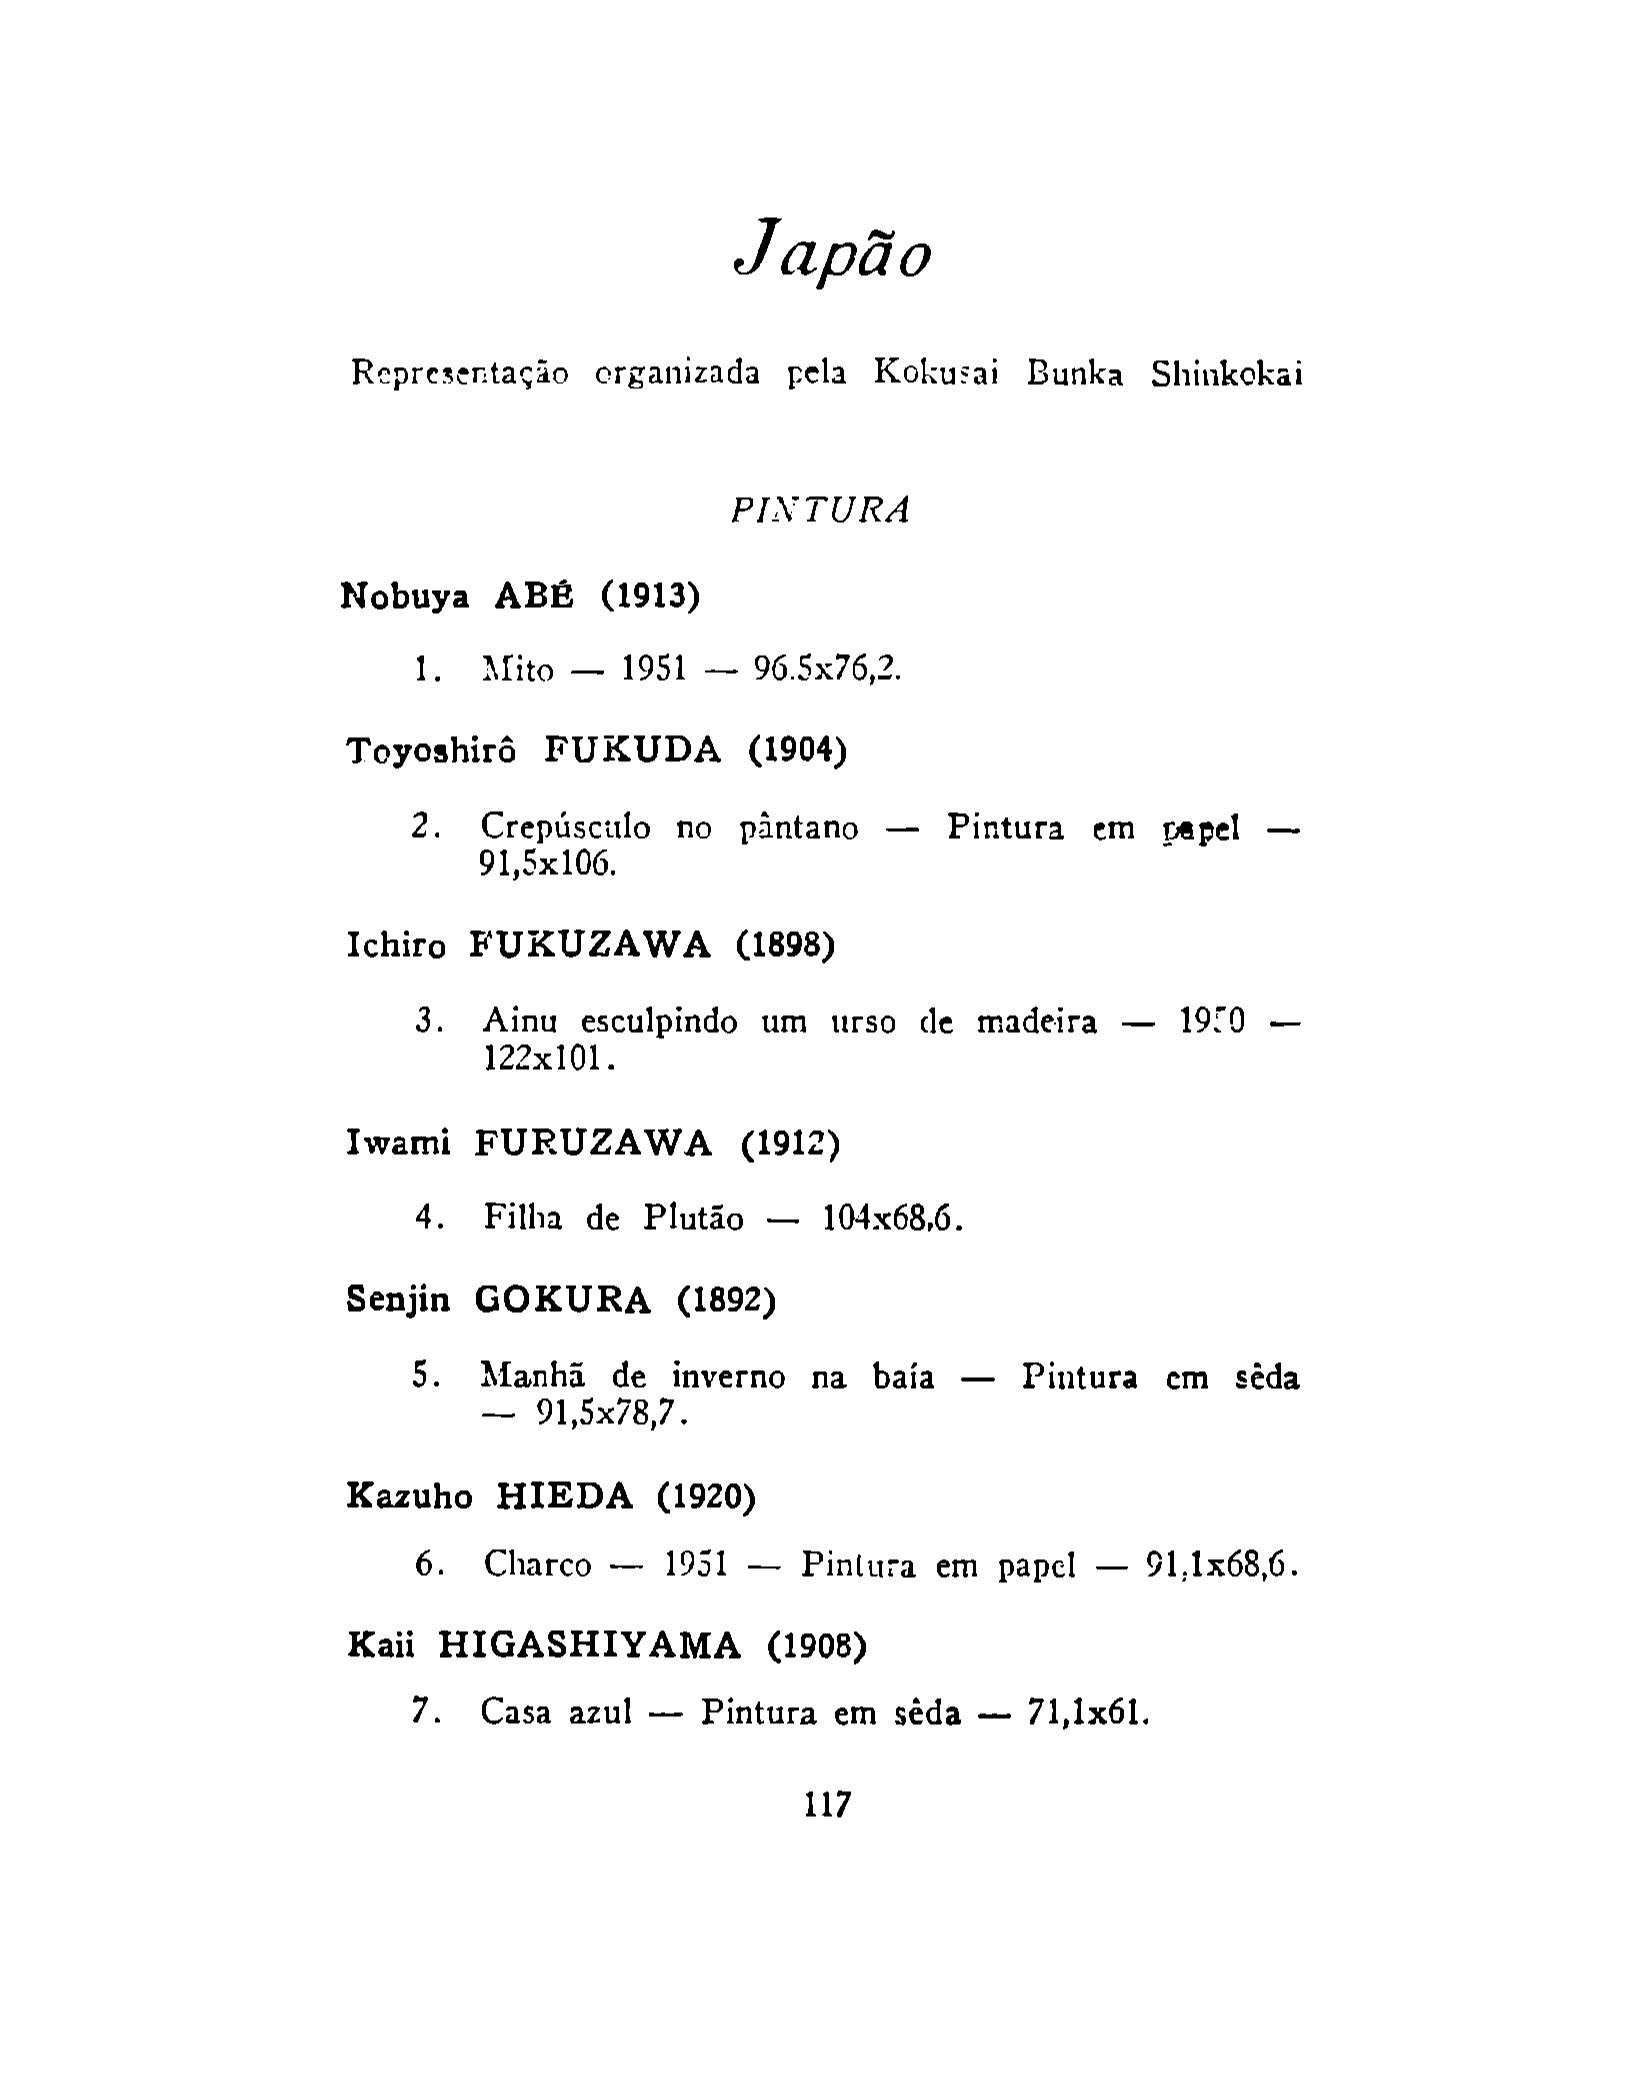 Japão
Representação organizada pela Kokusai Bunka Shinkokai
PINTURA
Nobuya ABÉ (1913)
1. Mito — 1951 — 96.5x76,2.
Toyoshirô FUKUDA (1904)
2. Crepúsculo no pântano — Pintura em papel —
91,5x106.
Ichiro FUKUZAWA (1898)
3. Ainu esculpindo um urso de madeira — 1950 —
122x101.
Iwami FURUZAWA (1912)
4. Filha de Plutão — 104x68,6.
Senjin GOKURA (1892)
5. Manhã de inverno na baía — Pintura em sêda
— 91,5x78,7.
Kazuho HIEDA (1920)
6. Charco — 1951 — Pintura em papel — 91,1x68,6.
Kaii HIGASHIYAMA (1908)
7. Casa azul — Pintura em sêda — 71,1x61.
117